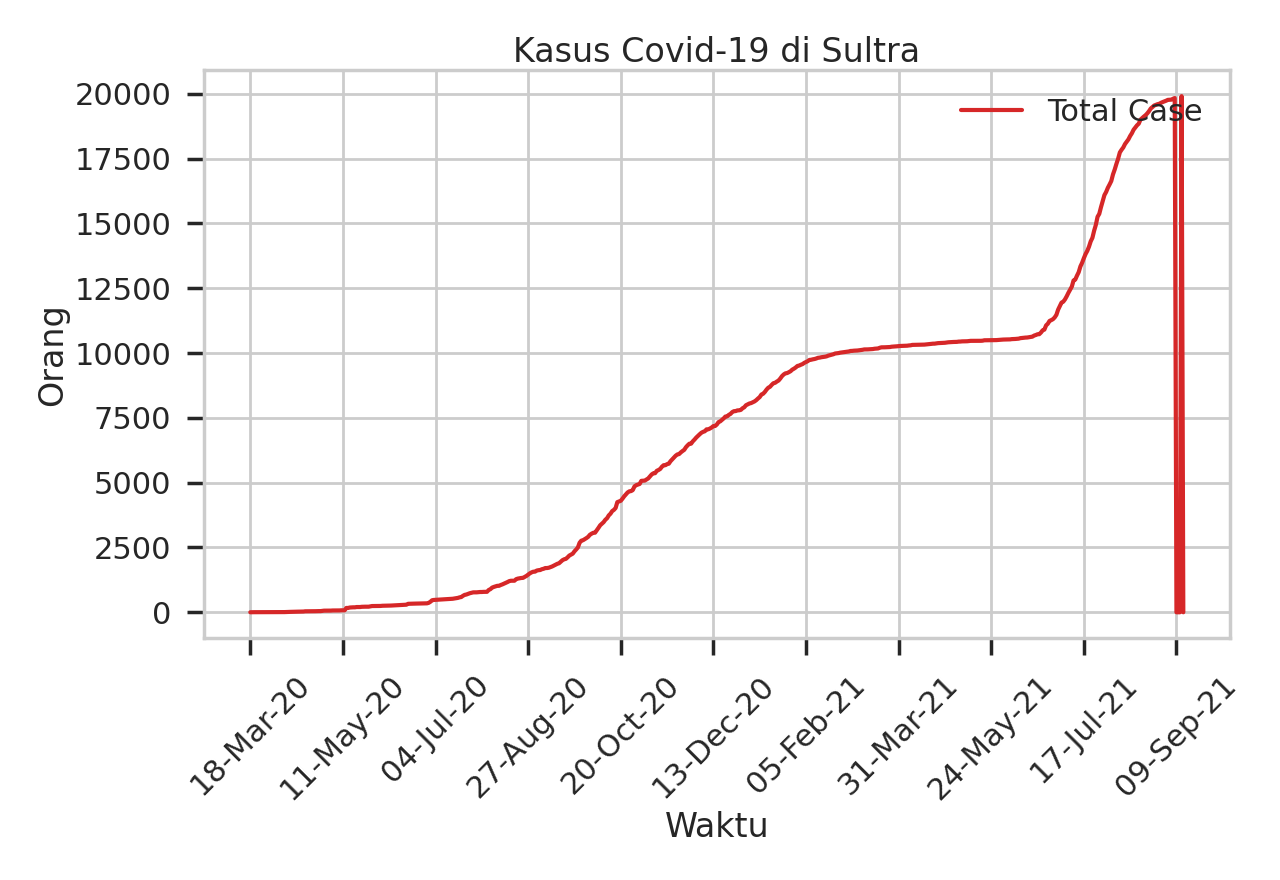 Kasus Covid-19 di Sultra
Total Case
20000
17500
15000
12500
10000
7500
5000
2500
0
Orang
18-Mar-20
11-May-20
04-Jul-20
27-Aug-20
20-Oct-20
13-Dec-20
05-Feb-21
31-Mar-21
24-May-21
17-Jul-21
09-Sep-21
Waktu